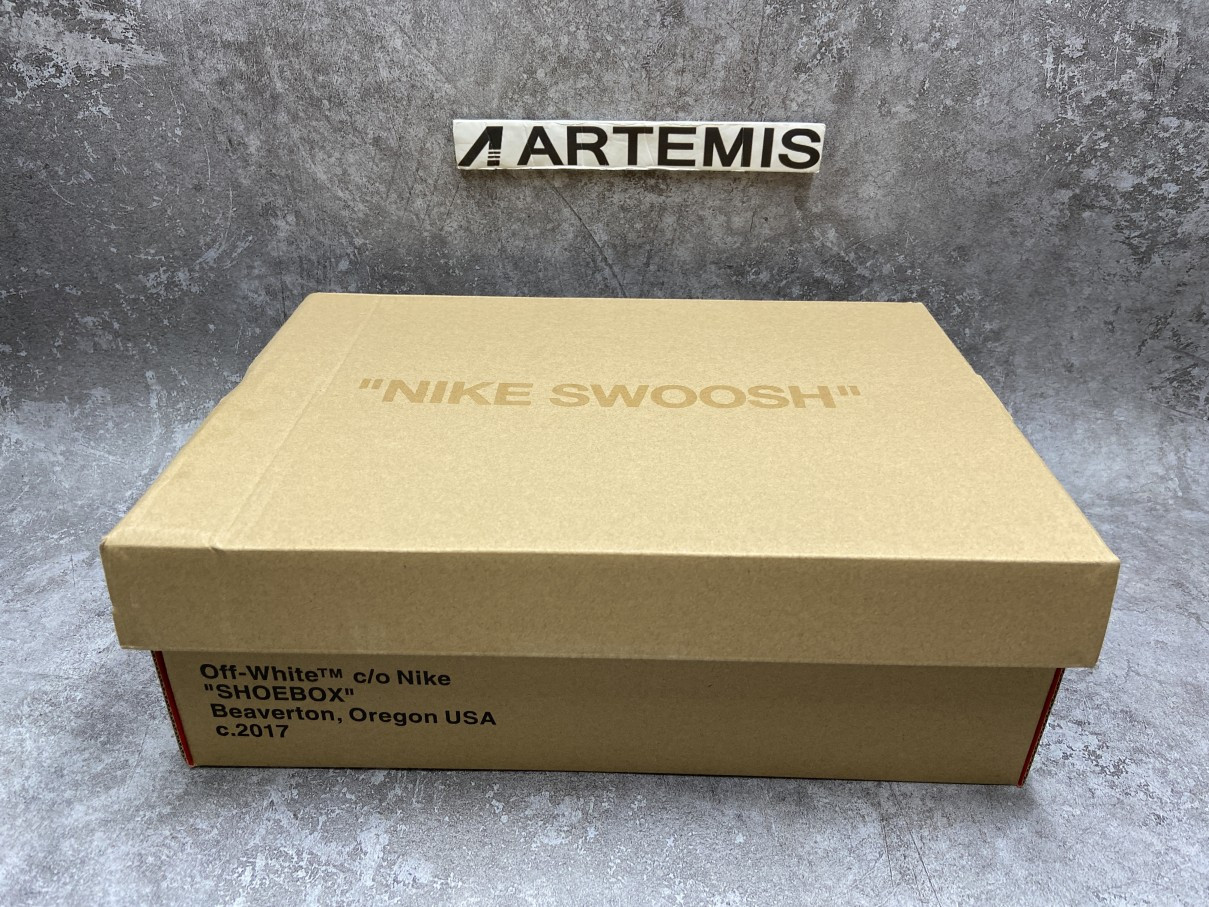 ARTEMIS
"NIKE SWOOSH"
Off-White™ c/o Nike
"SHOEBOX"
Beaverton, Oregon USA
c.2017